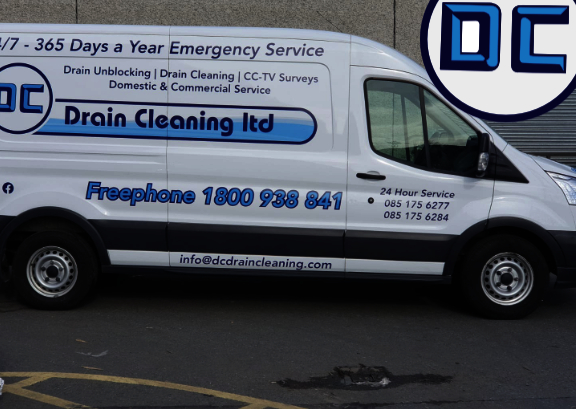 4/7 - 365 Days a Year Emergency Service
Drain Unblocking | Drain Cleaning | CC-TV Surveys
Domestic & Commercial Service
DC
Drain Cleaning ltd
Freephone 1800 938 841
24 Hour Service
085 175 6277
085 175 6284
info@dcdraincleaning.com
DC